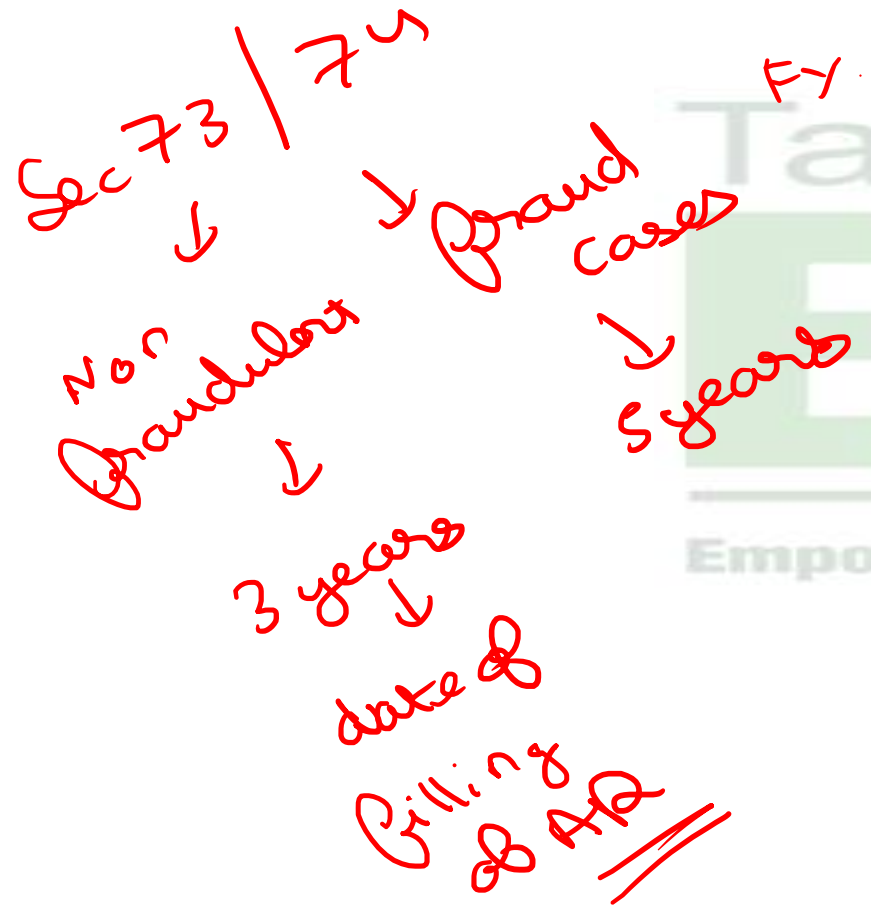 Sec 73 / 74
FY.
Ta
Fraud
cases
Non
fraudulent
5 years
Empo
3 years
date of
filling
of AR